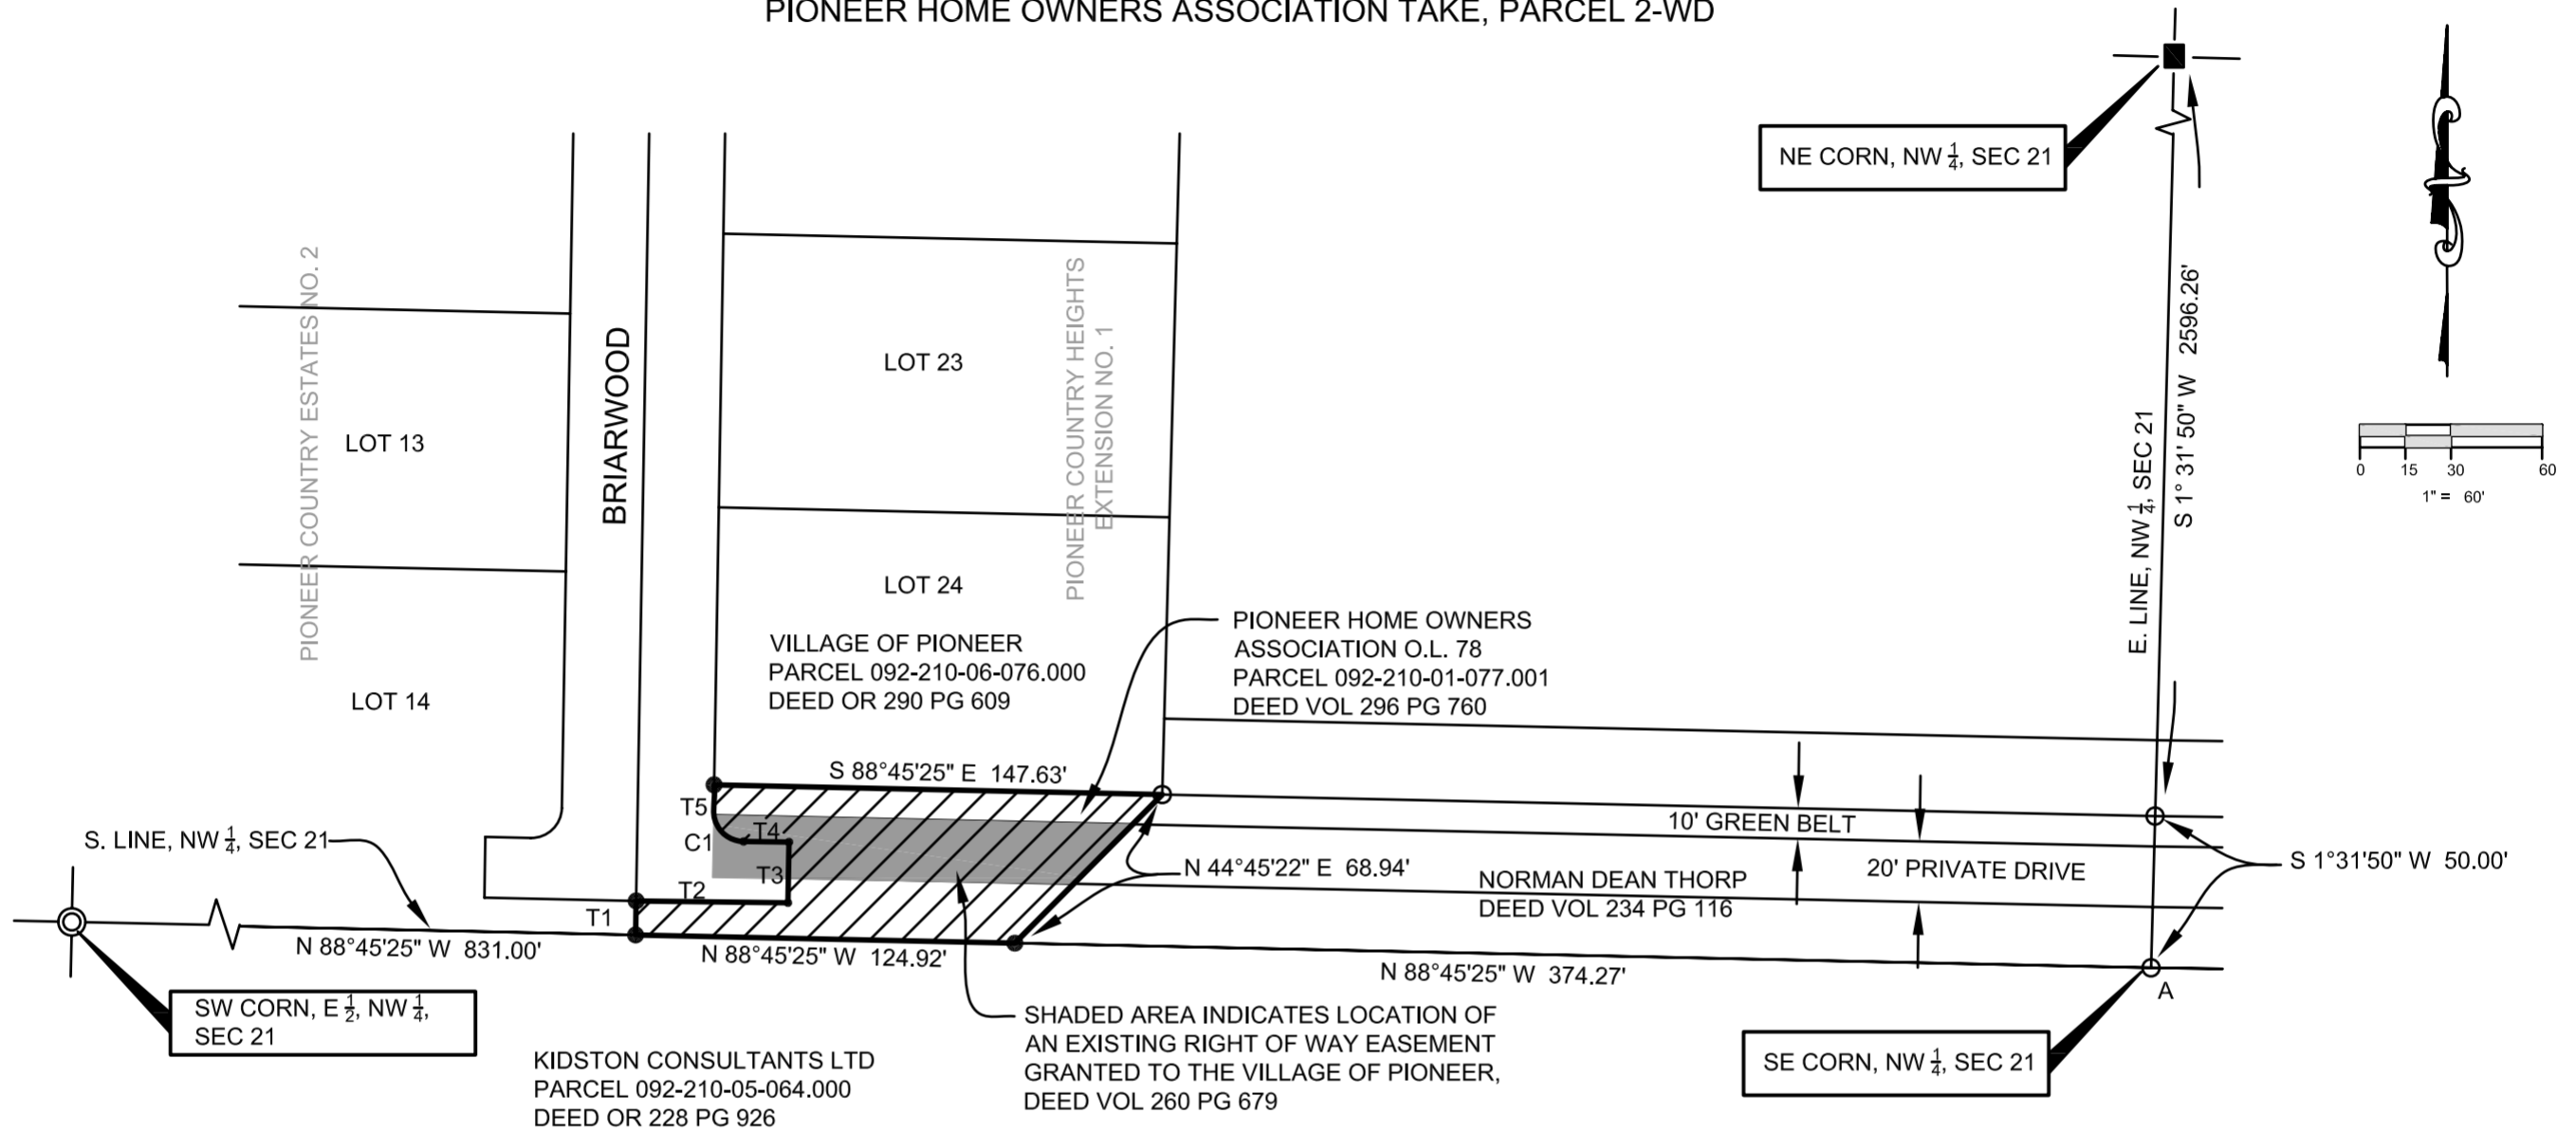 PIONEER HOME OWNERS ASSOCIATION TAKE, PARCEL 2-WD
NE CORN, NW 1/4, SEC 21
PIONEER COUNTRY ESTATES NO. 2
LOT 13
LOT 14
BRIARWOOD
LOT 23
PIONEER COUNTRY HEIGHTS
EXTENSION NO. 1
LOT 24
VILLAGE OF PIONEER
PARCEL 092-210-06-076.000
DEED OR 290 PG 609
PIONEER HOME OWNERS
ASSOCIATION O.L. 78
PARCEL 092-210-01-077.001
DEED VOL 296 PG 760
E. LINE, NW 1/4, SEC 21
S 1° 31' 50" W 2596.26'
0 15 30 60
1" = 60'
S 88°45'25" E 147.63'
T5
C1
T4
T3
T2
T1
S. LINE, NW 1/4, SEC 21
N 88°45'25" W 831.00'
N 88°45'25" W 124.92'
N 44°45'22" E 68.94'
10' GREEN BELT
20' PRIVATE DRIVE
NORMAN DEAN THORP
DEED VOL 234 PG 116
S 1°31'50" W 50.00'
N 88°45'25" W 374.27'
A
SW CORN, E 1/2, NW 1/4,
SEC 21
KIDSTON CONSULTANTS LTD
PARCEL 092-210-05-064.000
DEED OR 228 PG 926
SHADED AREA INDICATES LOCATION OF
AN EXISTING RIGHT OF WAY EASEMENT
GRANTED TO THE VILLAGE OF PIONEER,
DEED VOL 260 PG 679
SE CORN, NW 1/4, SEC 21